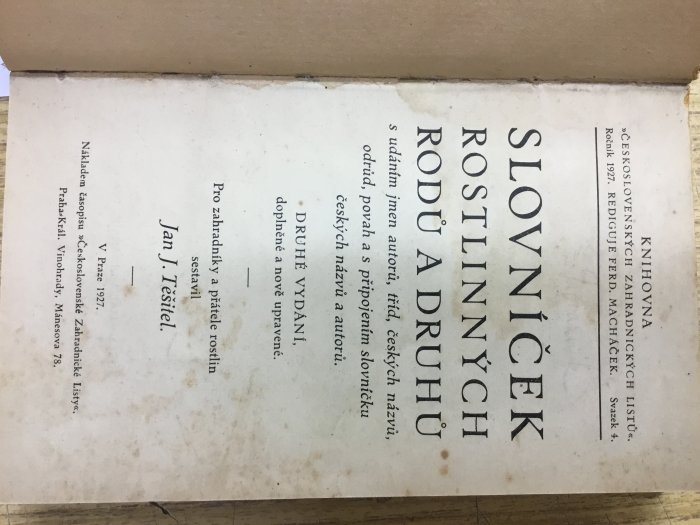 KNIHOVNA
»ČESKOSLOVENSKÝCH ZAHRADNICKÝCH LISTŮ«.
Ročník 1927. REDIGUJE FERD. MACHÁČEK. Svazek 4.
SLOVNÍČEK
ROSTLINNÝCH
RODŮ A DRUHŮ
s udáním jmen autorů, tříd, českých názvů,
odrůd, povah a s připojením slovníčku
českých názvů a autorů.
DRUHÉ VYDÁNÍ,
doplněné a nově upravené.
Pro zahradníky a přátele rostlin
sestavil
Jan J. Těšitel.
V Praze 1927.
Nákladem časopisu »Československé Zahradnické Listy«,
Praha-Král. Vinohrady, Mánesova 78.